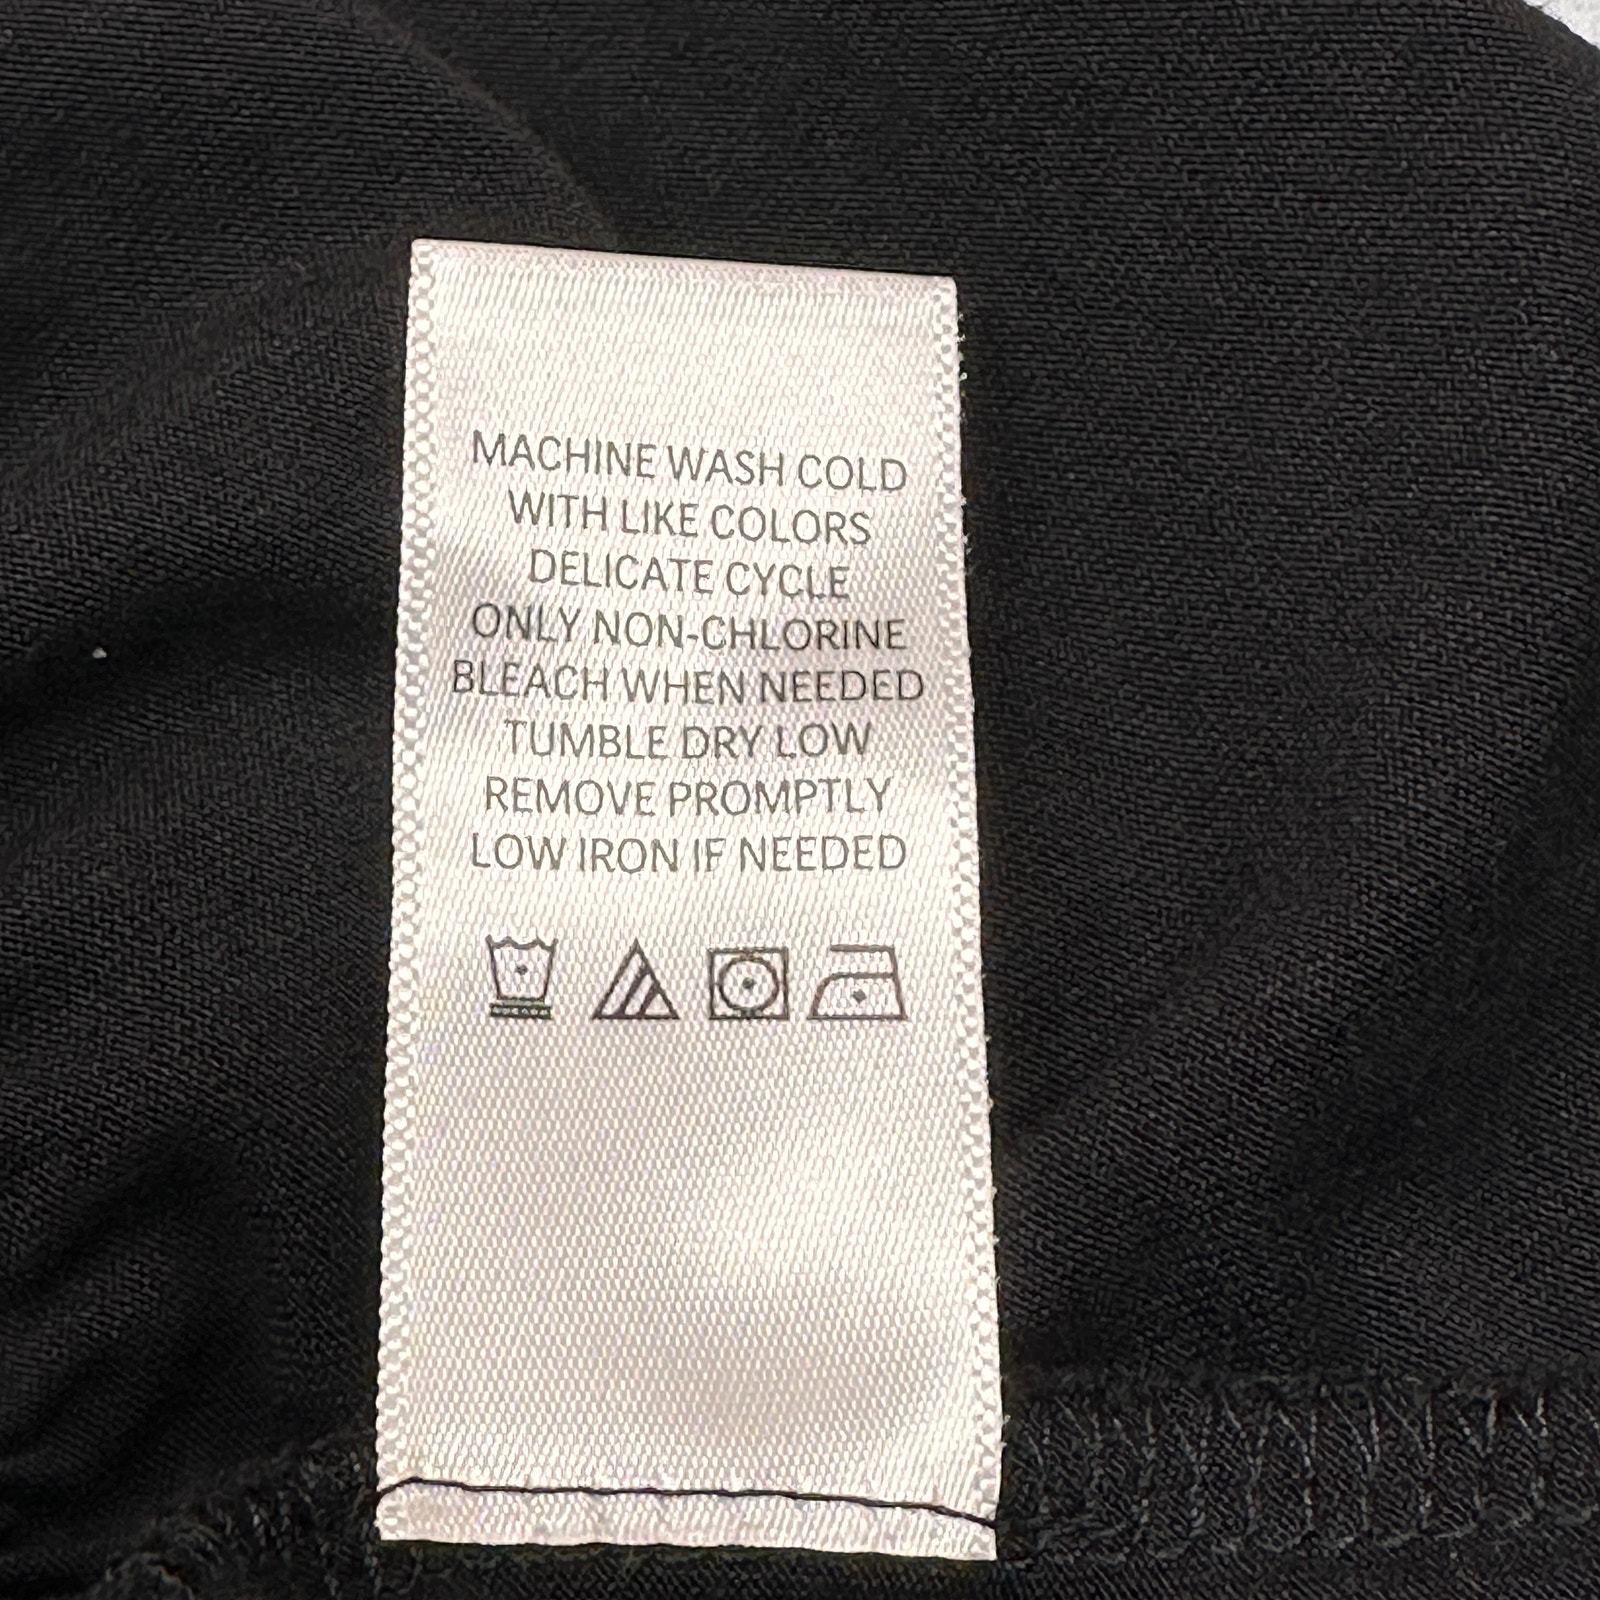 MACHINE WASH COLD
WITH LIKE COLORS
DELICATE CYCLE
ONLY NON-CHLORINE
BLEACH WHEN NEEDED
TUMBLE DRY LOW
REMOVE PROMPTLY
LOW IRON IF NEEDED